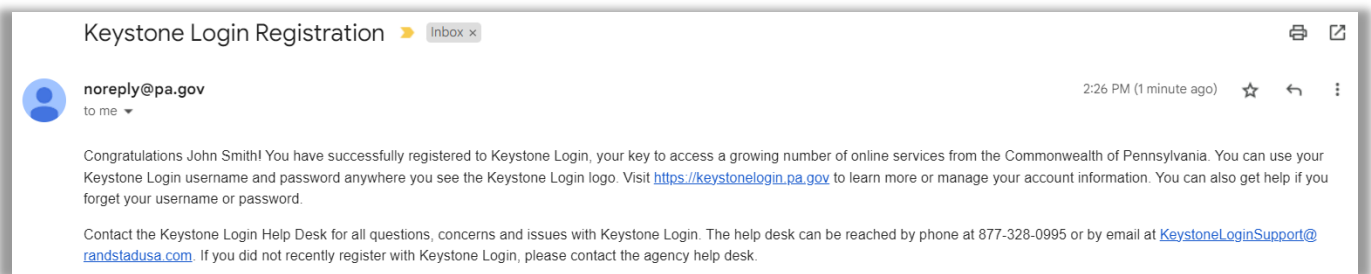 Keystone Login Registration Inbox ×
noreply@pa.gov 2:26 PM (1 minute ago)
to me
Congratulations John Smith! You have successfully registered to Keystone Login, your key to access a growing number of online services from the Commonwealth of Pennsylvania. You can use your
Keystone Login username and password anywhere you see the Keystone Login logo. Visit https://keystonelogin.pa.gov to learn more or manage your account information. You can also get help if you
forget your username or password.
Contact the Keystone Login Help Desk for all questions, concerns and issues with Keystone Login. The help desk can be reached by phone at 877-328-0995 or by email at KeystoneLoginSupport@
randstadusa.com. If you did not recently register with Keystone Login, please contact the agency help desk.